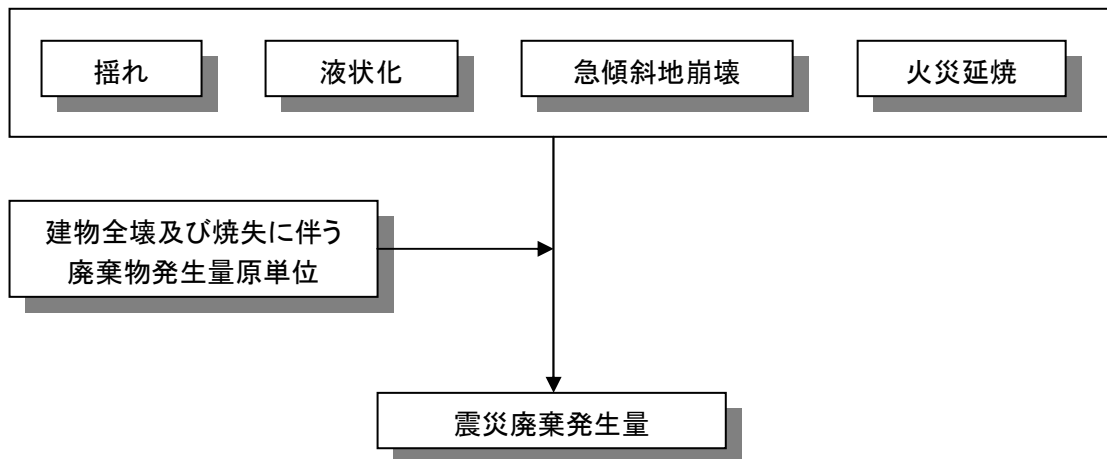 揺れ
液状化
急傾斜地崩壊
火災延焼
建物全壊及び焼失に伴う
廃棄物発生量原単位
震災廃棄発生量